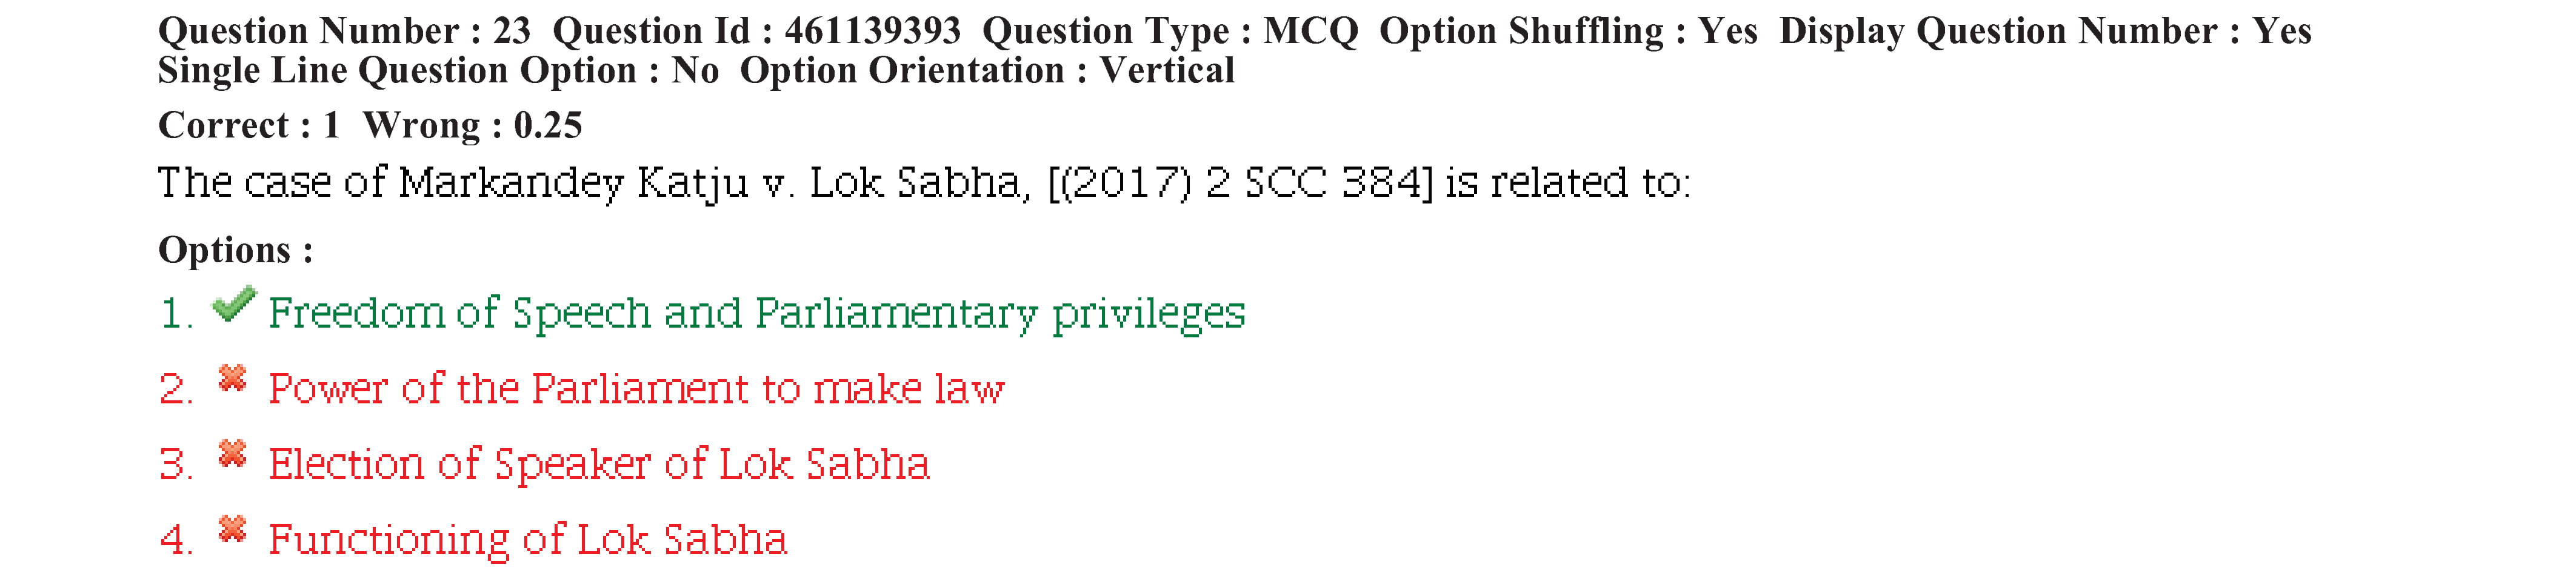 Question Number : 23 Question Id : 461139393 Question Type : MCQ Option Shuffling : Yes Display Question Number : Yes
Single Line Question Option : No Option Orientation : Vertical
Correct : 1 Wrong : 0.25
The case of Markandey Katju v. Lok Sabha, [(2017) 2 SCC 384] is related to:
Options :
1. Freedom of Speech and Parliamentary privileges
2. Power of the Parliament to make law
3. Election of Speaker of Lok Sabha
4. Functioning of Lok Sabha